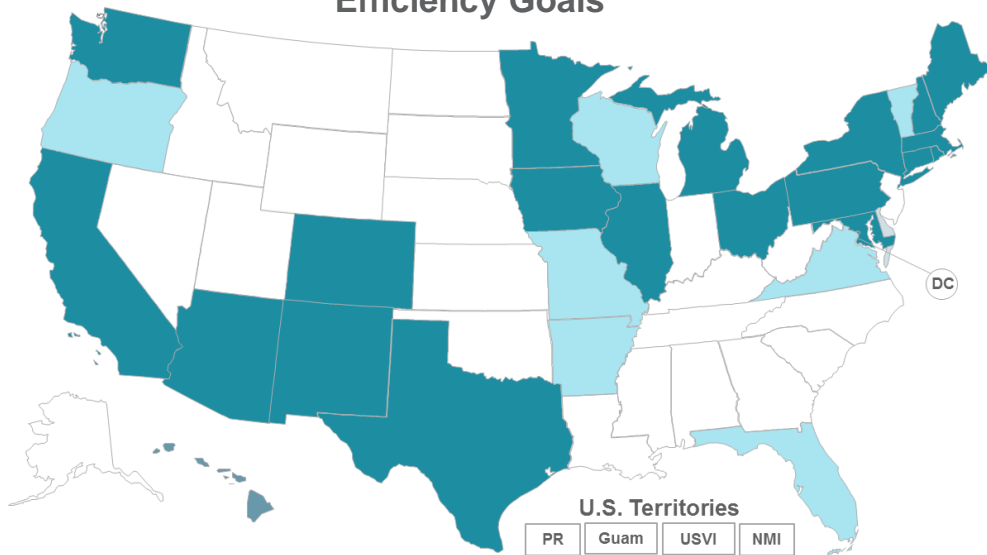 Efficiency Goals
DC
U.S. Territories
PR Guam USVI NMI